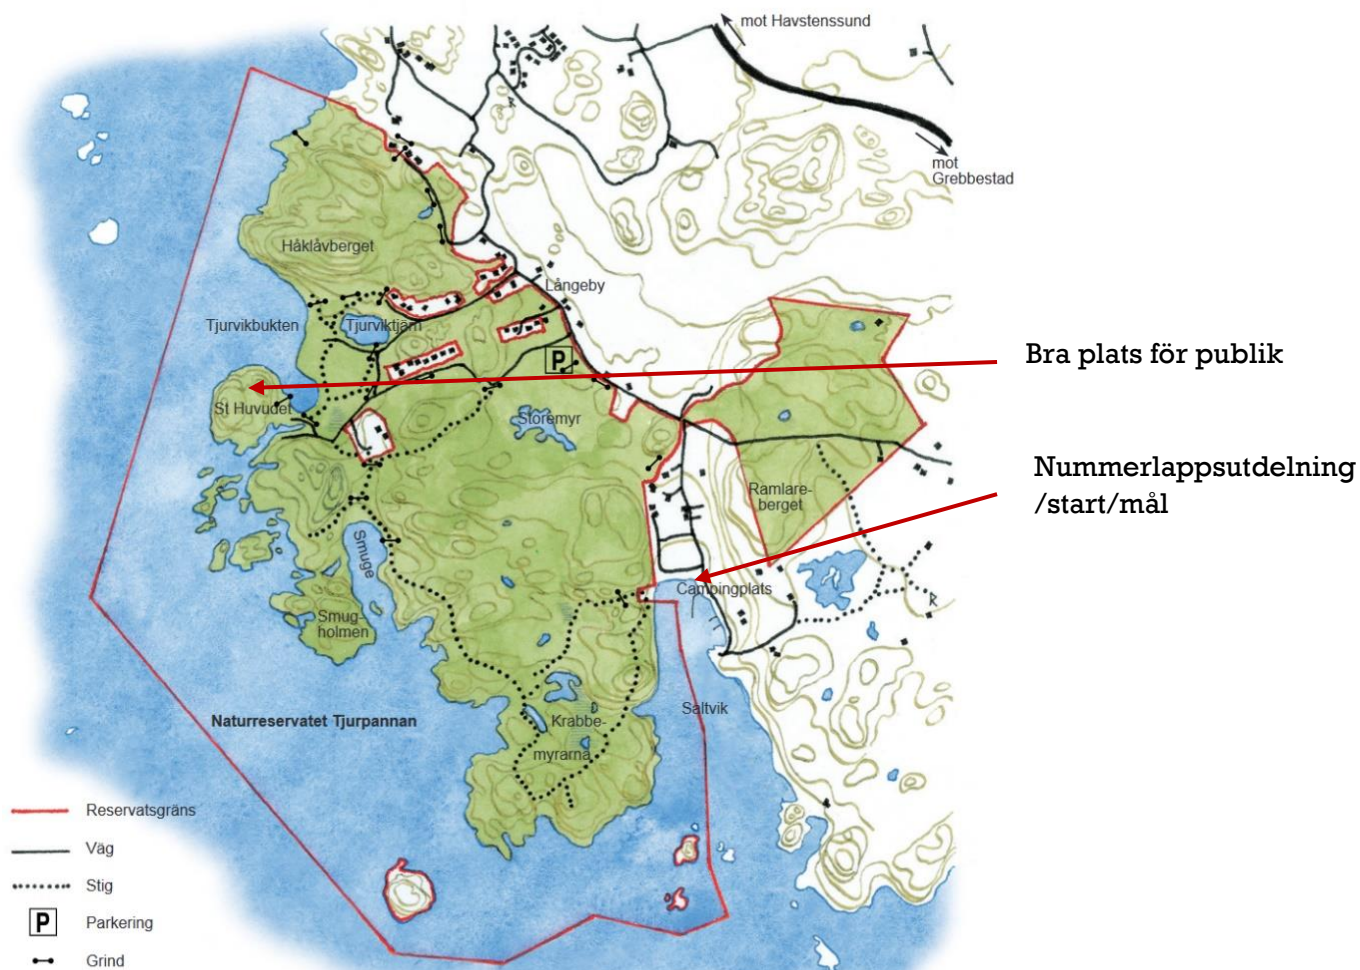 mot Havstenssund
mot
Grebbestad
Håklåvberget
Långeby
Tjurvikbukten
Tjurviktjärn
P
Bra plats för publik
St Huvudet
Storemyr
Nummerlappsutdelning
/start/mål
Ramlare-
berget
Smuge
Campingplats
Smug-
holmen
Saltvik
Naturreservatet Tjurpannan
Krabbe-
myrarna
Reservatsgräns
Väg
Stig
P Parkering
Grind